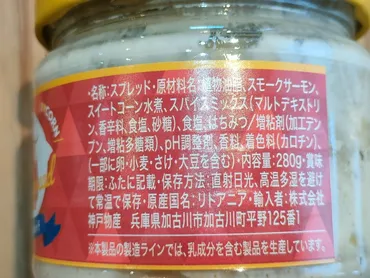 ・名称:スプレッド・原材料名:植物油脂、スモークサーモン、
スイートコーン水煮、スパイスミックス(マルトデキストリ
ン、香辛料、食塩、砂糖)、食塩、はちみつ/増粘剤(加工デン
プン、増粘多糖類)、pH調整剤、香料、着色料(カロチン)、
(一部に卵・小麦・さけ・大豆を含む)・内容量:280g・賞味
期限:ふたに記載・保存方法:直射日光、高温多湿を避け
て常温で保存・原産国名:リトアニア・輸入者:株式会社
神戸物産 兵庫県加古川市加古川町平野125番1
※本製品の製造ラインでは、乳成分を含む製品を生産しています。